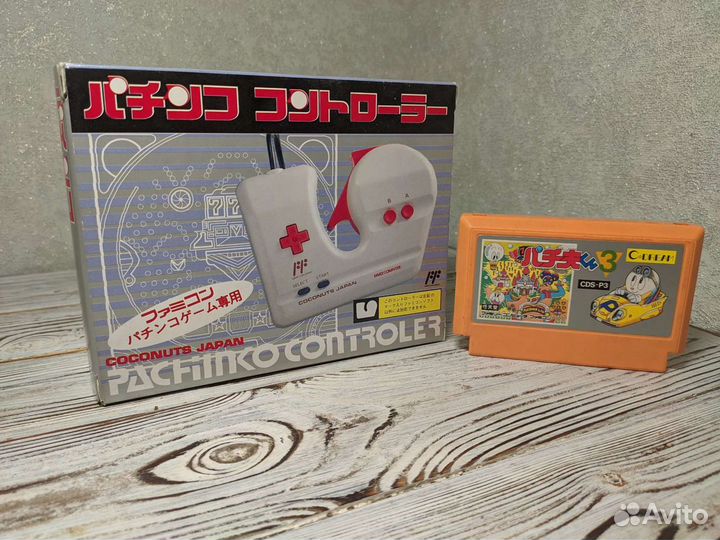 パチンコ コントローラー
777
B A
SELECT START
COCONUTS JAPAN
ファミコン
パチンコゲーム専用
COCONUTS JAPAN
PACHINKO CONTROLER
パチ夫くん3
C-DREAM
CDS-P3
P
Avito